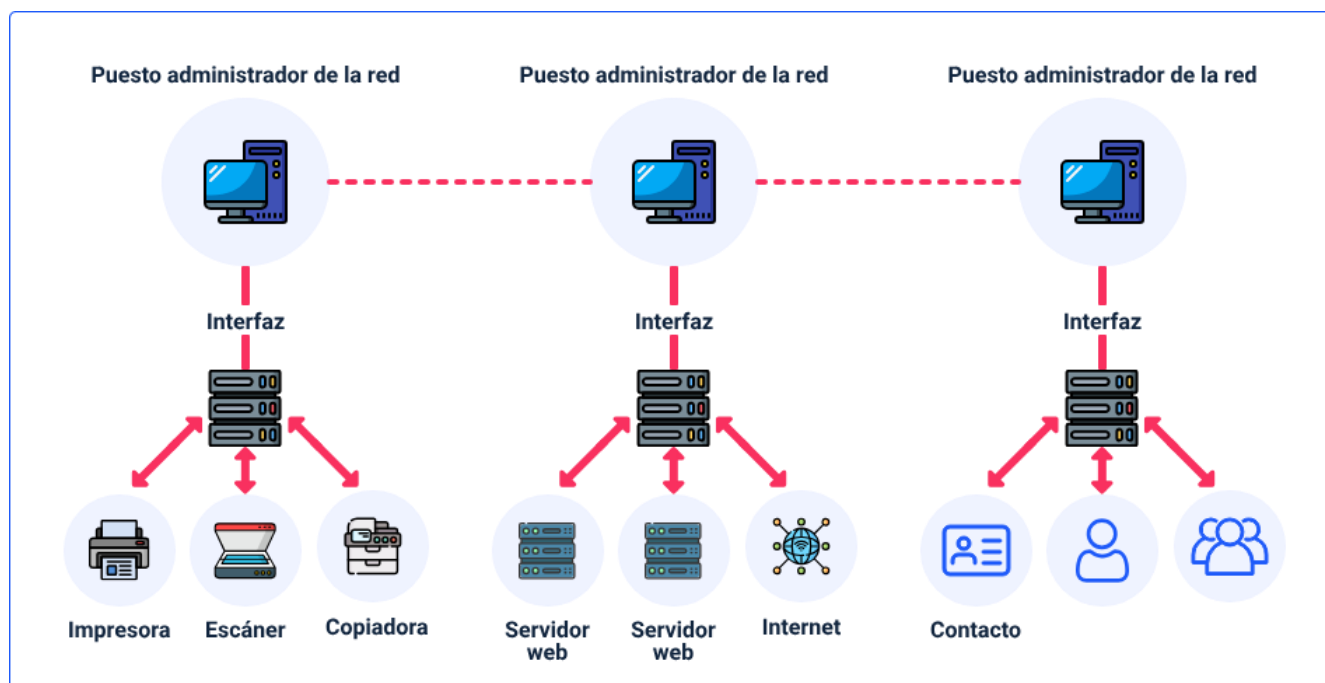 Puesto administrador de la red
Puesto administrador de la red
Puesto administrador de la red
Interfaz
Interfaz
Interfaz
Impresora
Escáner
Copiadora
Servidor
web
Servidor
web
Internet
Contacto